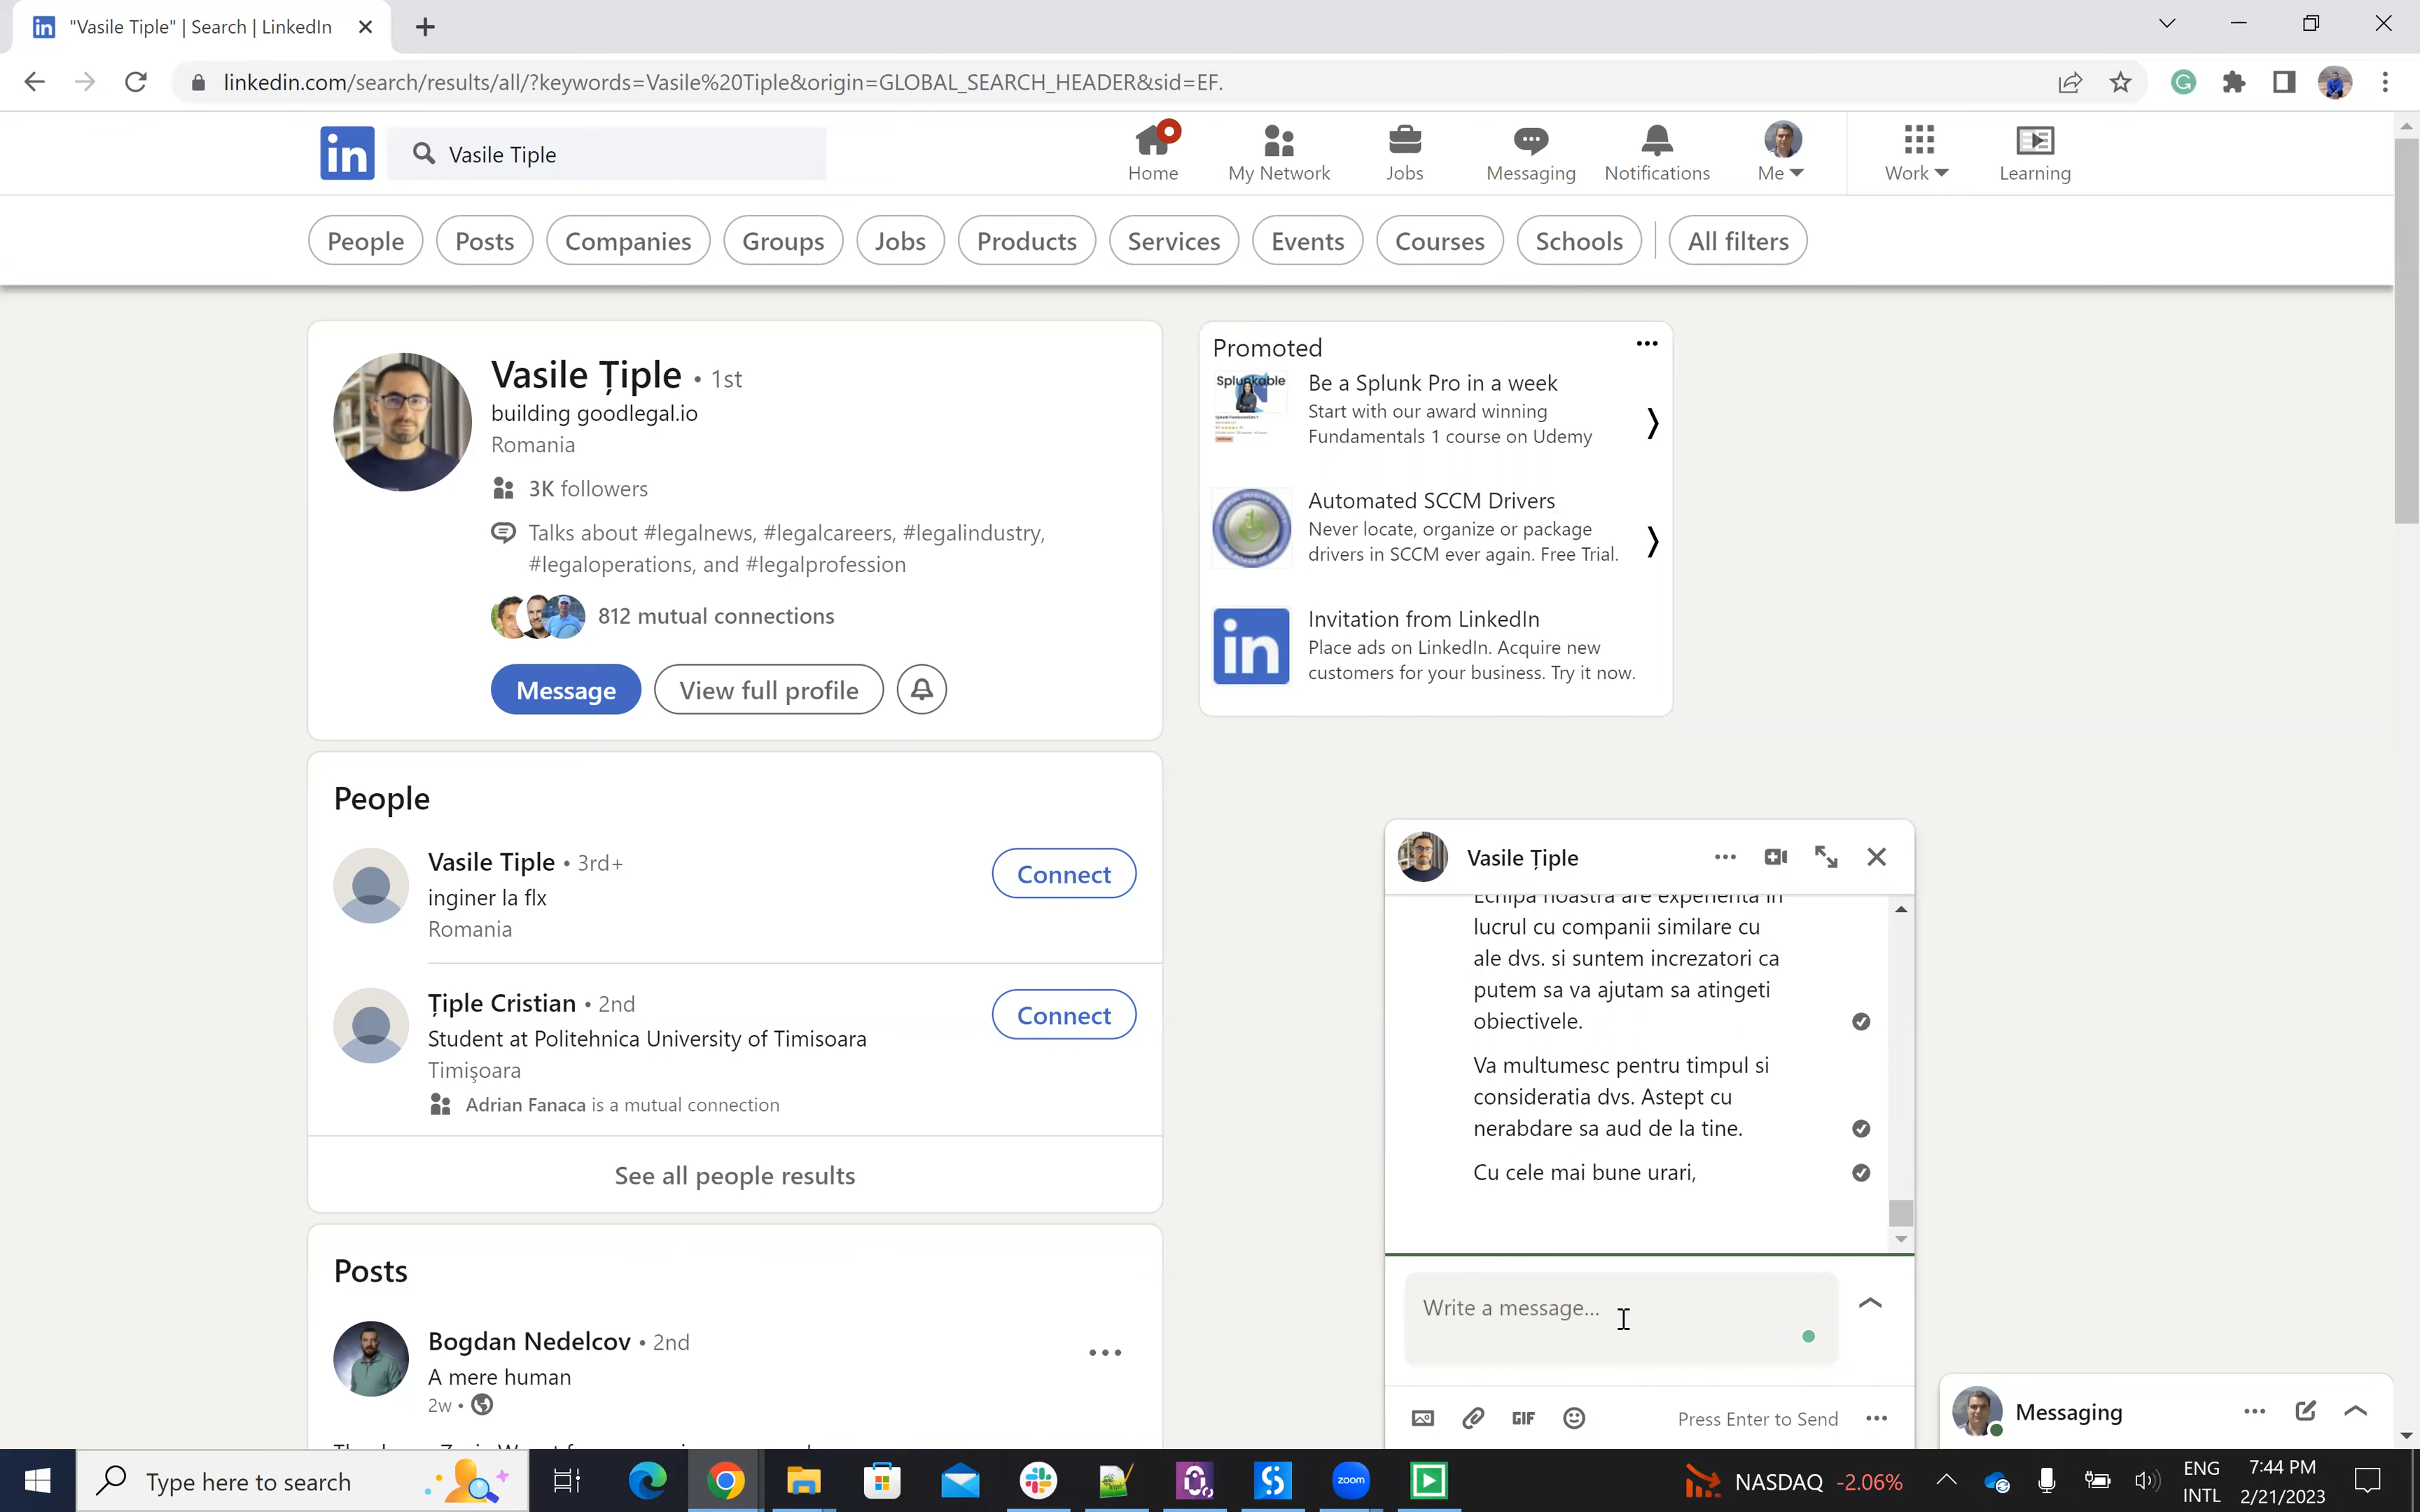 "Vasile Tiple" | Search | LinkedIn
linkedin.com/search/results/all/?keywords=Vasile%20Tiple&origin=GLOBAL_SEARCH_HEADER&sid=EF.
in
Vasile Tiple
Home
My Network
Jobs
Messaging
Notifications
Me
Work
Learning
People
Posts
Companies
Groups
Jobs
Products
Services
Events
Courses
Schools
All filters
Vasile Țiple • 1st
building goodlegal.io
Romania
3K followers
Talks about #legalnews, #legalcareers, #legalindustry,
#legaloperations, and #legalprofession
812 mutual connections
Message
View full profile
Promoted
Splunkable
Be a Splunk Pro in a week
Start with our award winning
Fundamentals 1 course on Udemy
Automated SCCM Drivers
Never locate, organize or package
drivers in SCCM ever again. Free Trial.
in
Invitation from LinkedIn
Place ads on LinkedIn. Acquire new
customers for your business. Try it now.
People
Vasile Tiple • 3rd+
inginer la flx
Romania
Connect
Țiple Cristian • 2nd
Student at Politehnica University of Timisoara
Timişoara
Adrian Fanaca is a mutual connection
Connect
See all people results
Posts
Bogdan Nedelcov • 2nd
A mere human
2w •
Vasile Țiple
Echipa noastra are experienta in
lucrul cu companii similare cu
ale dvs. si suntem increzatori ca
putem sa va ajutam sa atingeti
obiectivele.
Va multumesc pentru timpul si
consideratia dvs. Astept cu
nerabdare sa aud de la tine.
Cu cele mai bune urari,
Write a message...
GIF
Press Enter to Send
Messaging
Type here to search
zoom
NASDAQ -2.06%
ENG
INTL
7:44 PM
2/21/2023